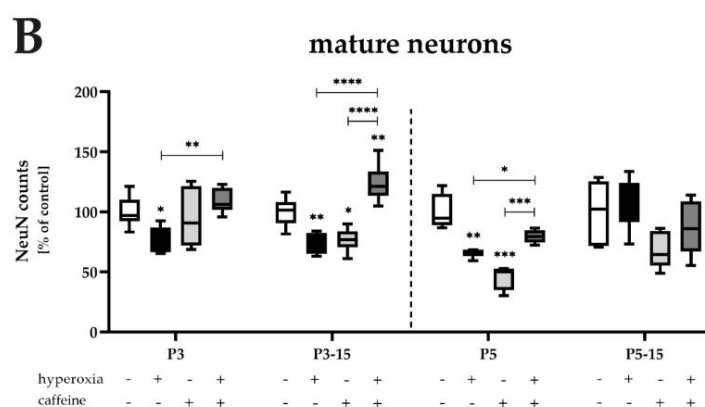 B
mature neurons
NeuN counts
[% of control]
200
150
100
50
0
**
*
****
****
**
**
*
*
***
**
***
P3
P3-15
P5
P5-15
hyperoxia - + - + - + - + - + - + - + - +
caffeine - - + + - - + + - - + + - - + +